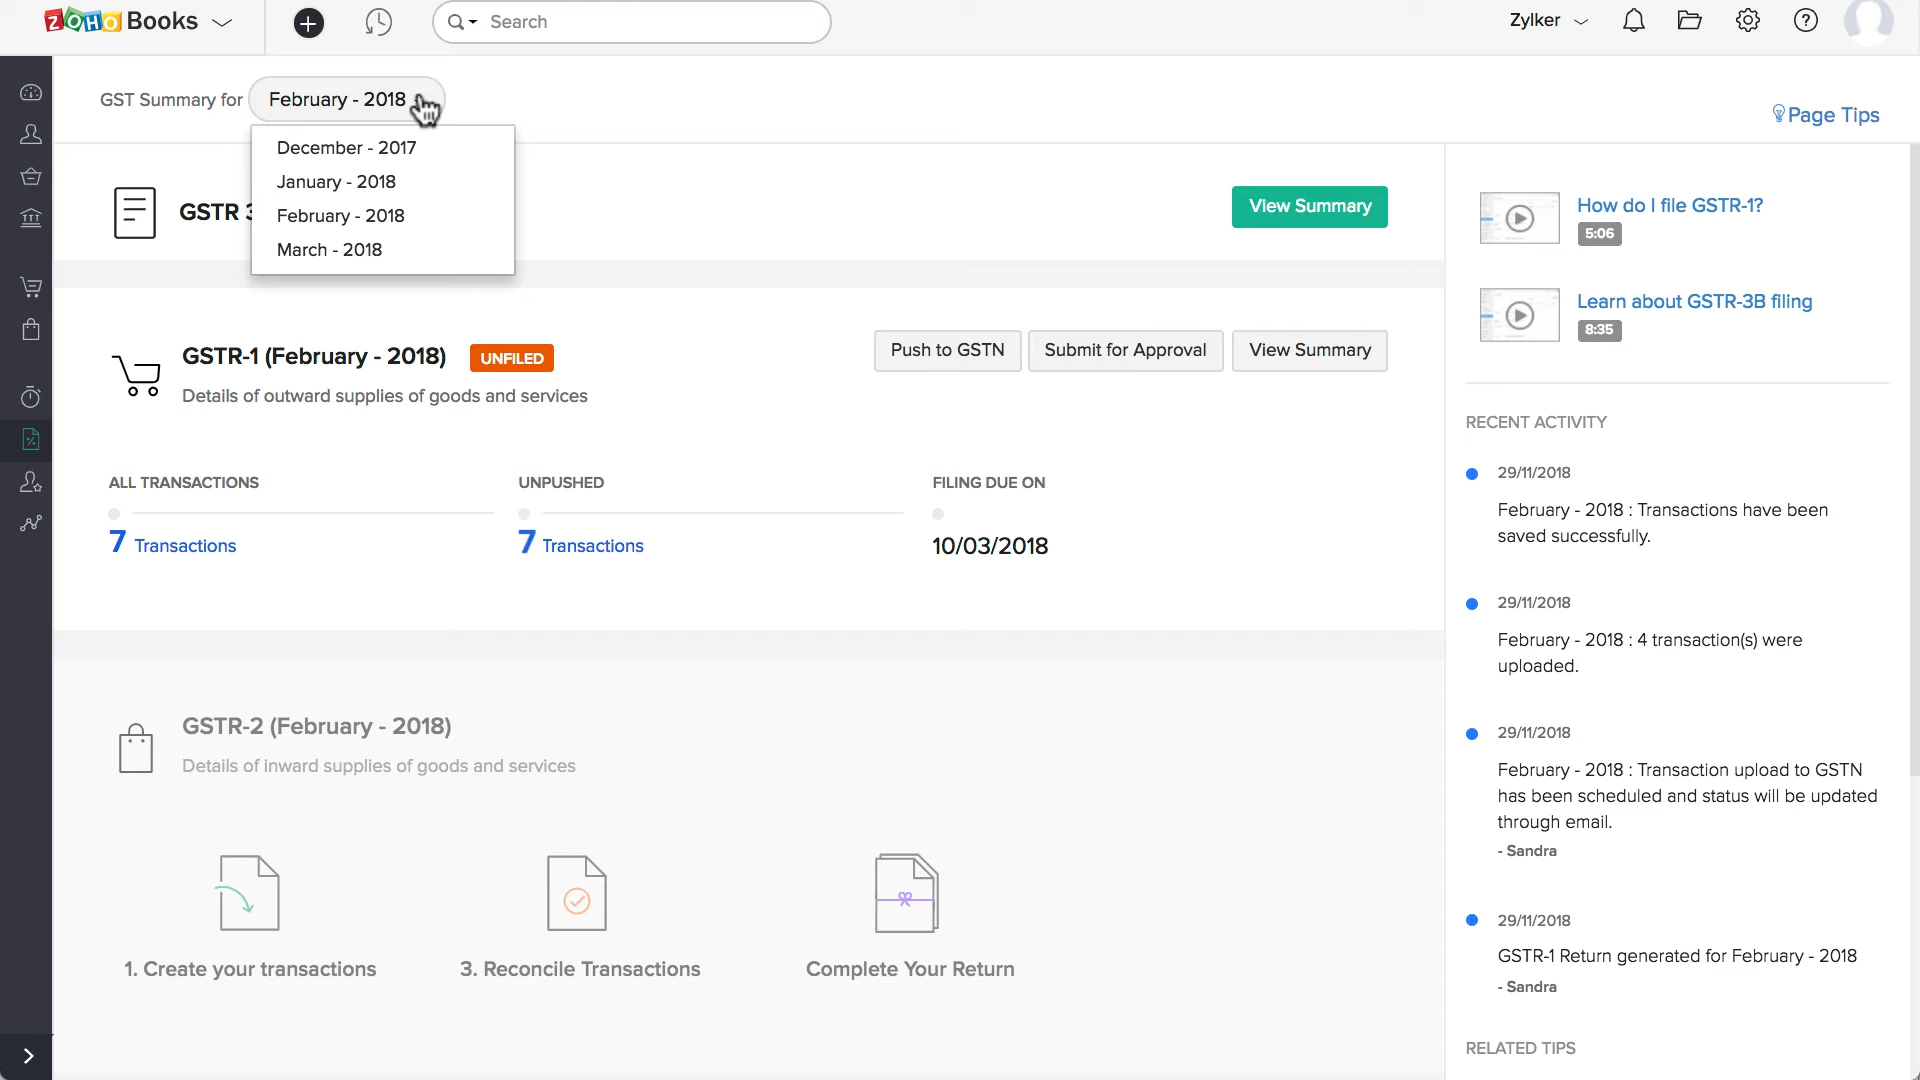 ZOHO Books
Search
Zylker
GST Summary for February - 2018
Page Tips
December - 2017
January - 2018
February - 2018
March - 2018
GSTR 3
View Summary
How do I file GSTR-1?
5:06
Learn about GSTR-3B filing
8:35
GSTR-1 (February - 2018) UNFILED
Push to GSTN Submit for Approval View Summary
Details of outward supplies of goods and services
ALL TRANSACTIONS UNPUSHED FILING DUE ON
7 Transactions 7 Transactions 10/03/2018
RECENT ACTIVITY
29/11/2018
February - 2018 : Transactions have been
saved successfully.
29/11/2018
February - 2018 : 4 transaction(s) were
uploaded.
29/11/2018
February - 2018 : Transaction upload to GSTN
has been scheduled and status will be updated
through email.
- Sandra
29/11/2018
GSTR-1 Return generated for February - 2018
- Sandra
RELATED TIPS
GSTR-2 (February - 2018)
Details of inward supplies of goods and services
1. Create your transactions 3. Reconcile Transactions Complete Your Return